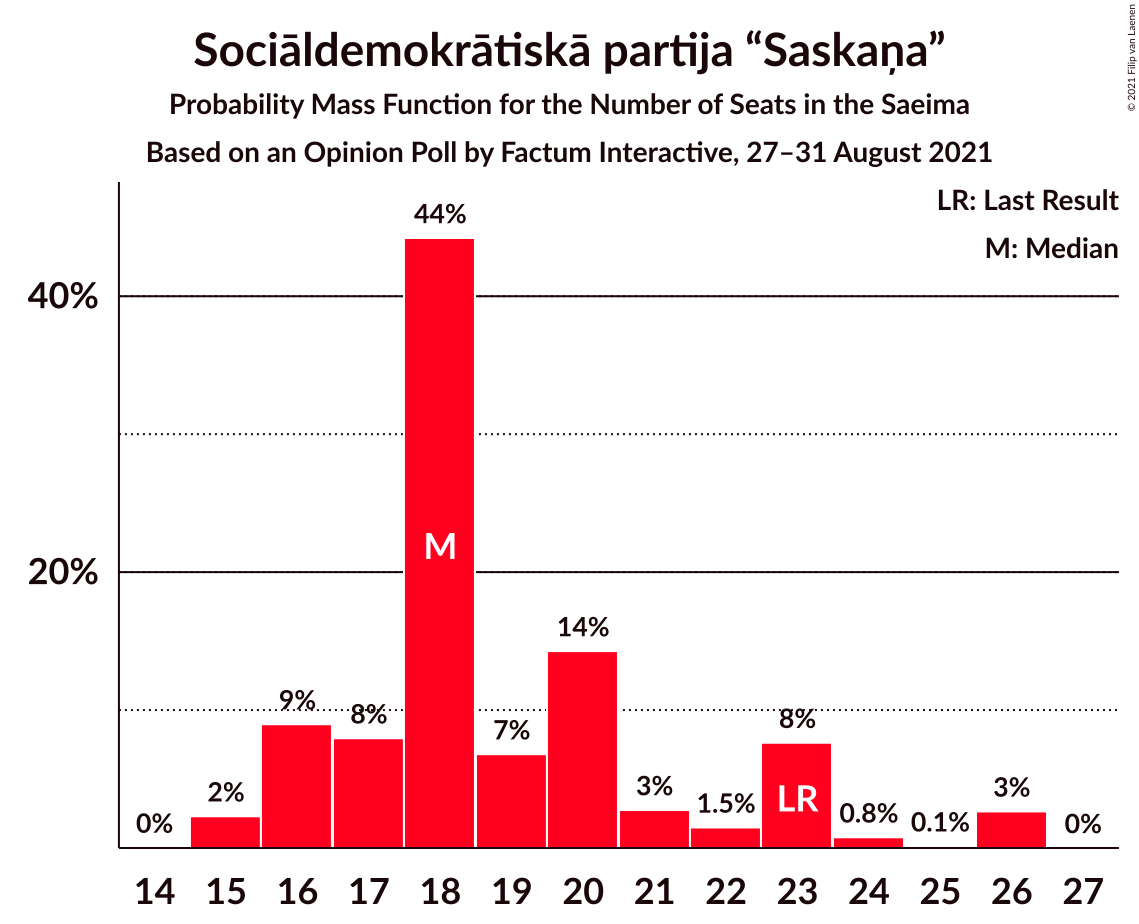 Sociāldemokrātiskā partija “Saskaņa”
Probability Mass Function for the Number of Seats in the Saeima
Based on an Opinion Poll by Factum Interactive, 27–31 August 2021
© 2021 Filip van Laenen
LR: Last Result
M: Median
44%
40%
M
20%
14%
9%
8%
7%
8%
2%
3%
1.5%
LR
0.8%
0.1%
3%
0%
0%
14 15 16 17 18 19 20 21 22 23 24 25 26 27